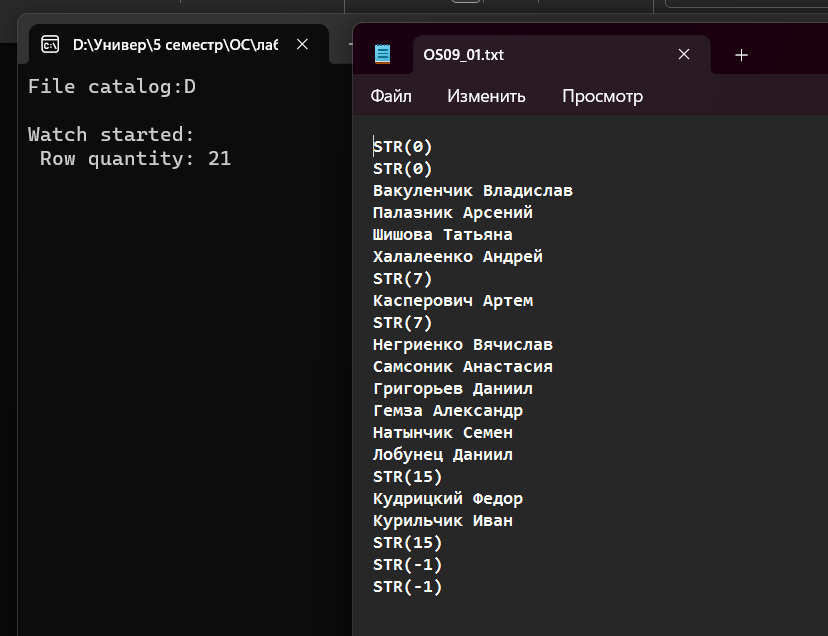 D:\Универ\5 семестр\ОС\лаб
File catalog:D
Watch started:
Row quantity: 21
OS09_01.txt
Файл Изменить Просмотр
STR(0)
STR(0)
Вакуленчик Владислав
Палазник Арсений
Шишова Татьяна
Халалеенко Андрей
STR(7)
Касперович Артем
STR(7)
Негриенко Вячислав
Самсоник Анастасия
Григорьев Даниил
Гемза Александр
Натынчик Семен
Лобунец Даниил
STR(15)
Кудрицкий Федор
Курильчик Иван
STR(15)
STR(-1)
STR(-1)